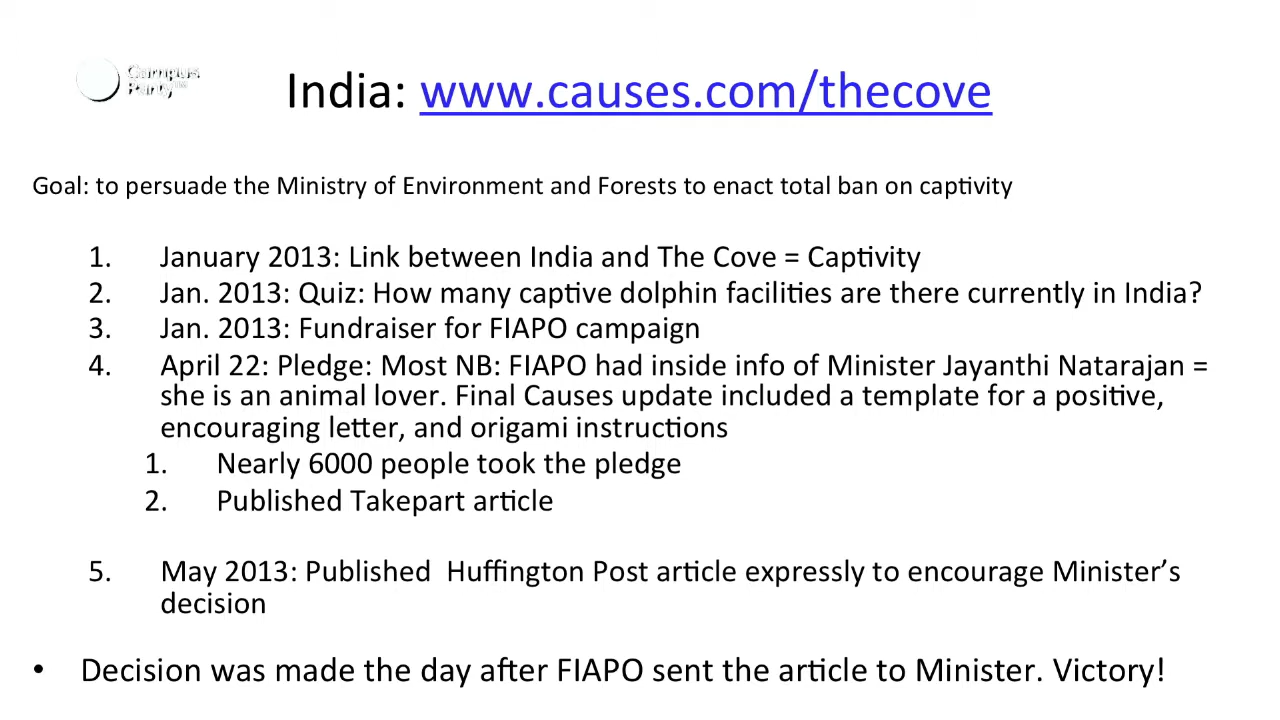 Campus
Party
India: www.causes.com/thecove
Goal: to persuade the Ministry of Environment and Forests to enact total ban on captivity
1. January 2013: Link between India and The Cove = Captivity
2. Jan. 2013: Quiz: How many captive dolphin facilities are there currently in India?
3. Jan. 2013: Fundraiser for FIAPO campaign
4. April 22: Pledge: Most NB: FIAPO had inside info of Minister Jayanthi Natarajan =
she is an animal lover. Final Causes update included a template for a positive,
encouraging letter, and origami instructions
1. Nearly 6000 people took the pledge
2. Published Takepart article
5. May 2013: Published  Huffington Post article expressly to encourage Minister’s
decision
• Decision was made the day after FIAPO sent the article to Minister. Victory!